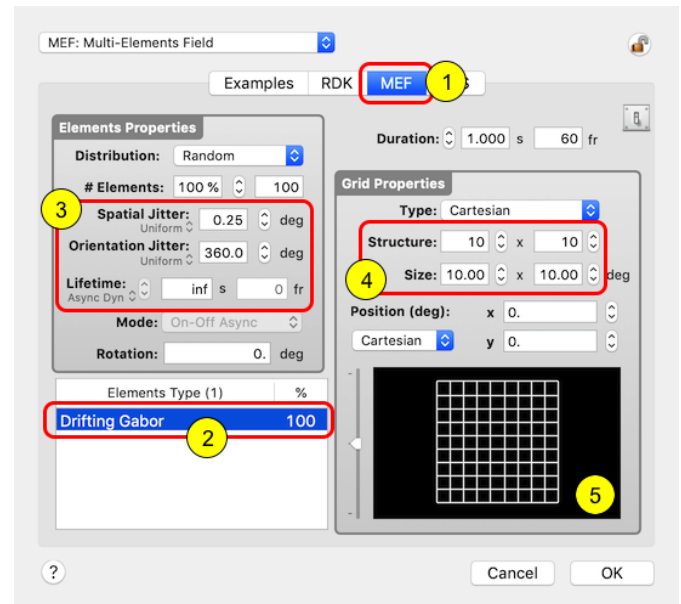 MEF: Multi-Elements Field
Examples RDK MEF 1 S
Elements Properties
Distribution: Random
# Elements: 100 % 100
3
Spatial Jitter: 0.25 deg
Uniform
Orientation Jitter: 360.0 deg
Uniform
Lifetime: inf s 0 fr
Async Dyn
Mode: On-Off Async
Rotation: 0. deg
Elements Type (1) %
Drifting Gabor 100
2
Duration: 1.000 s 60 fr
Grid Properties
Type: Cartesian
Structure: 10 x 10
4
Size: 10.00 x 10.00 deg
Position (deg): x 0.
Cartesian y 0.
5
? Cancel OK